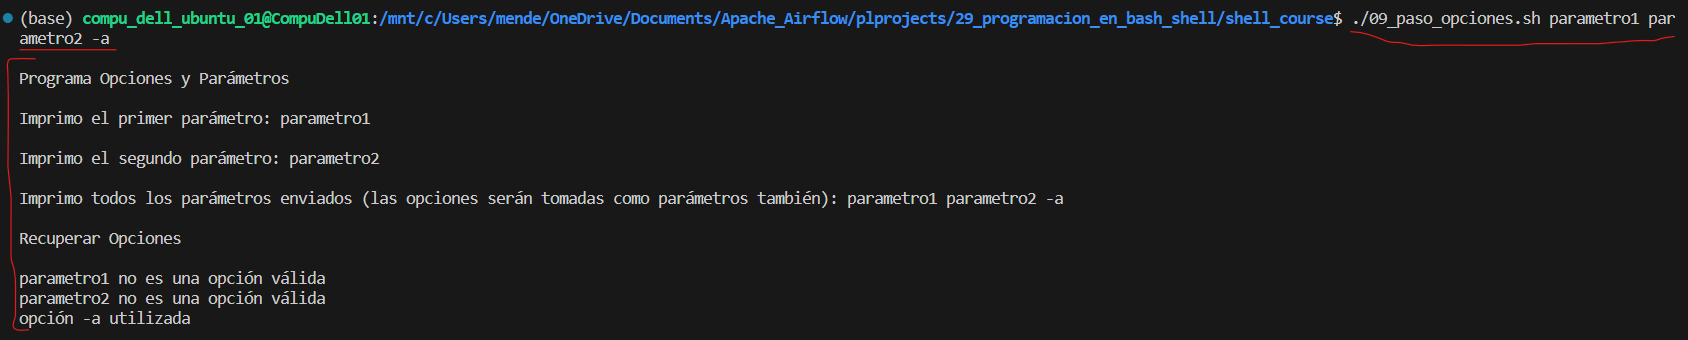 (base) compu_dell_ubuntu_01@CompuDell01:/mnt/c/Users/mende/OneDrive/Documents/Apache_Airflow/plprojects/29_programacion_en_bash_shell/shell_course$ ./09_paso_opciones.sh parametro1 par
ametro2 -a
Programa Opciones y Parámetros
Imprimo el primer parámetro: parametro1
Imprimo el segundo parámetro: parametro2
Imprimo todos los parámetros enviados (las opciones serán tomadas como parámetros también): parametro1 parametro2 -a
Recuperar Opciones
parametro1 no es una opción válida
parametro2 no es una opción válida
opción -a utilizada